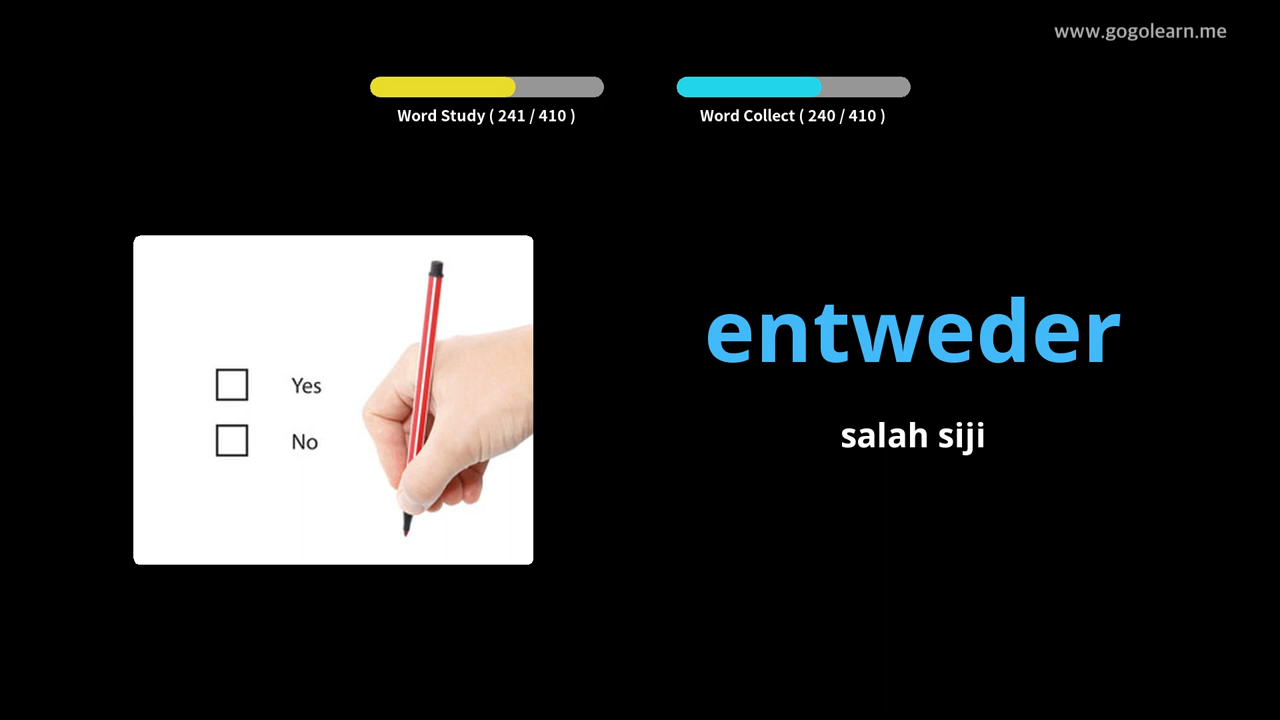 www.gogolearn.me
Word Study ( 241 / 410 )
Word Collect ( 240 / 410 )
Yes
No
entweder
salah siji